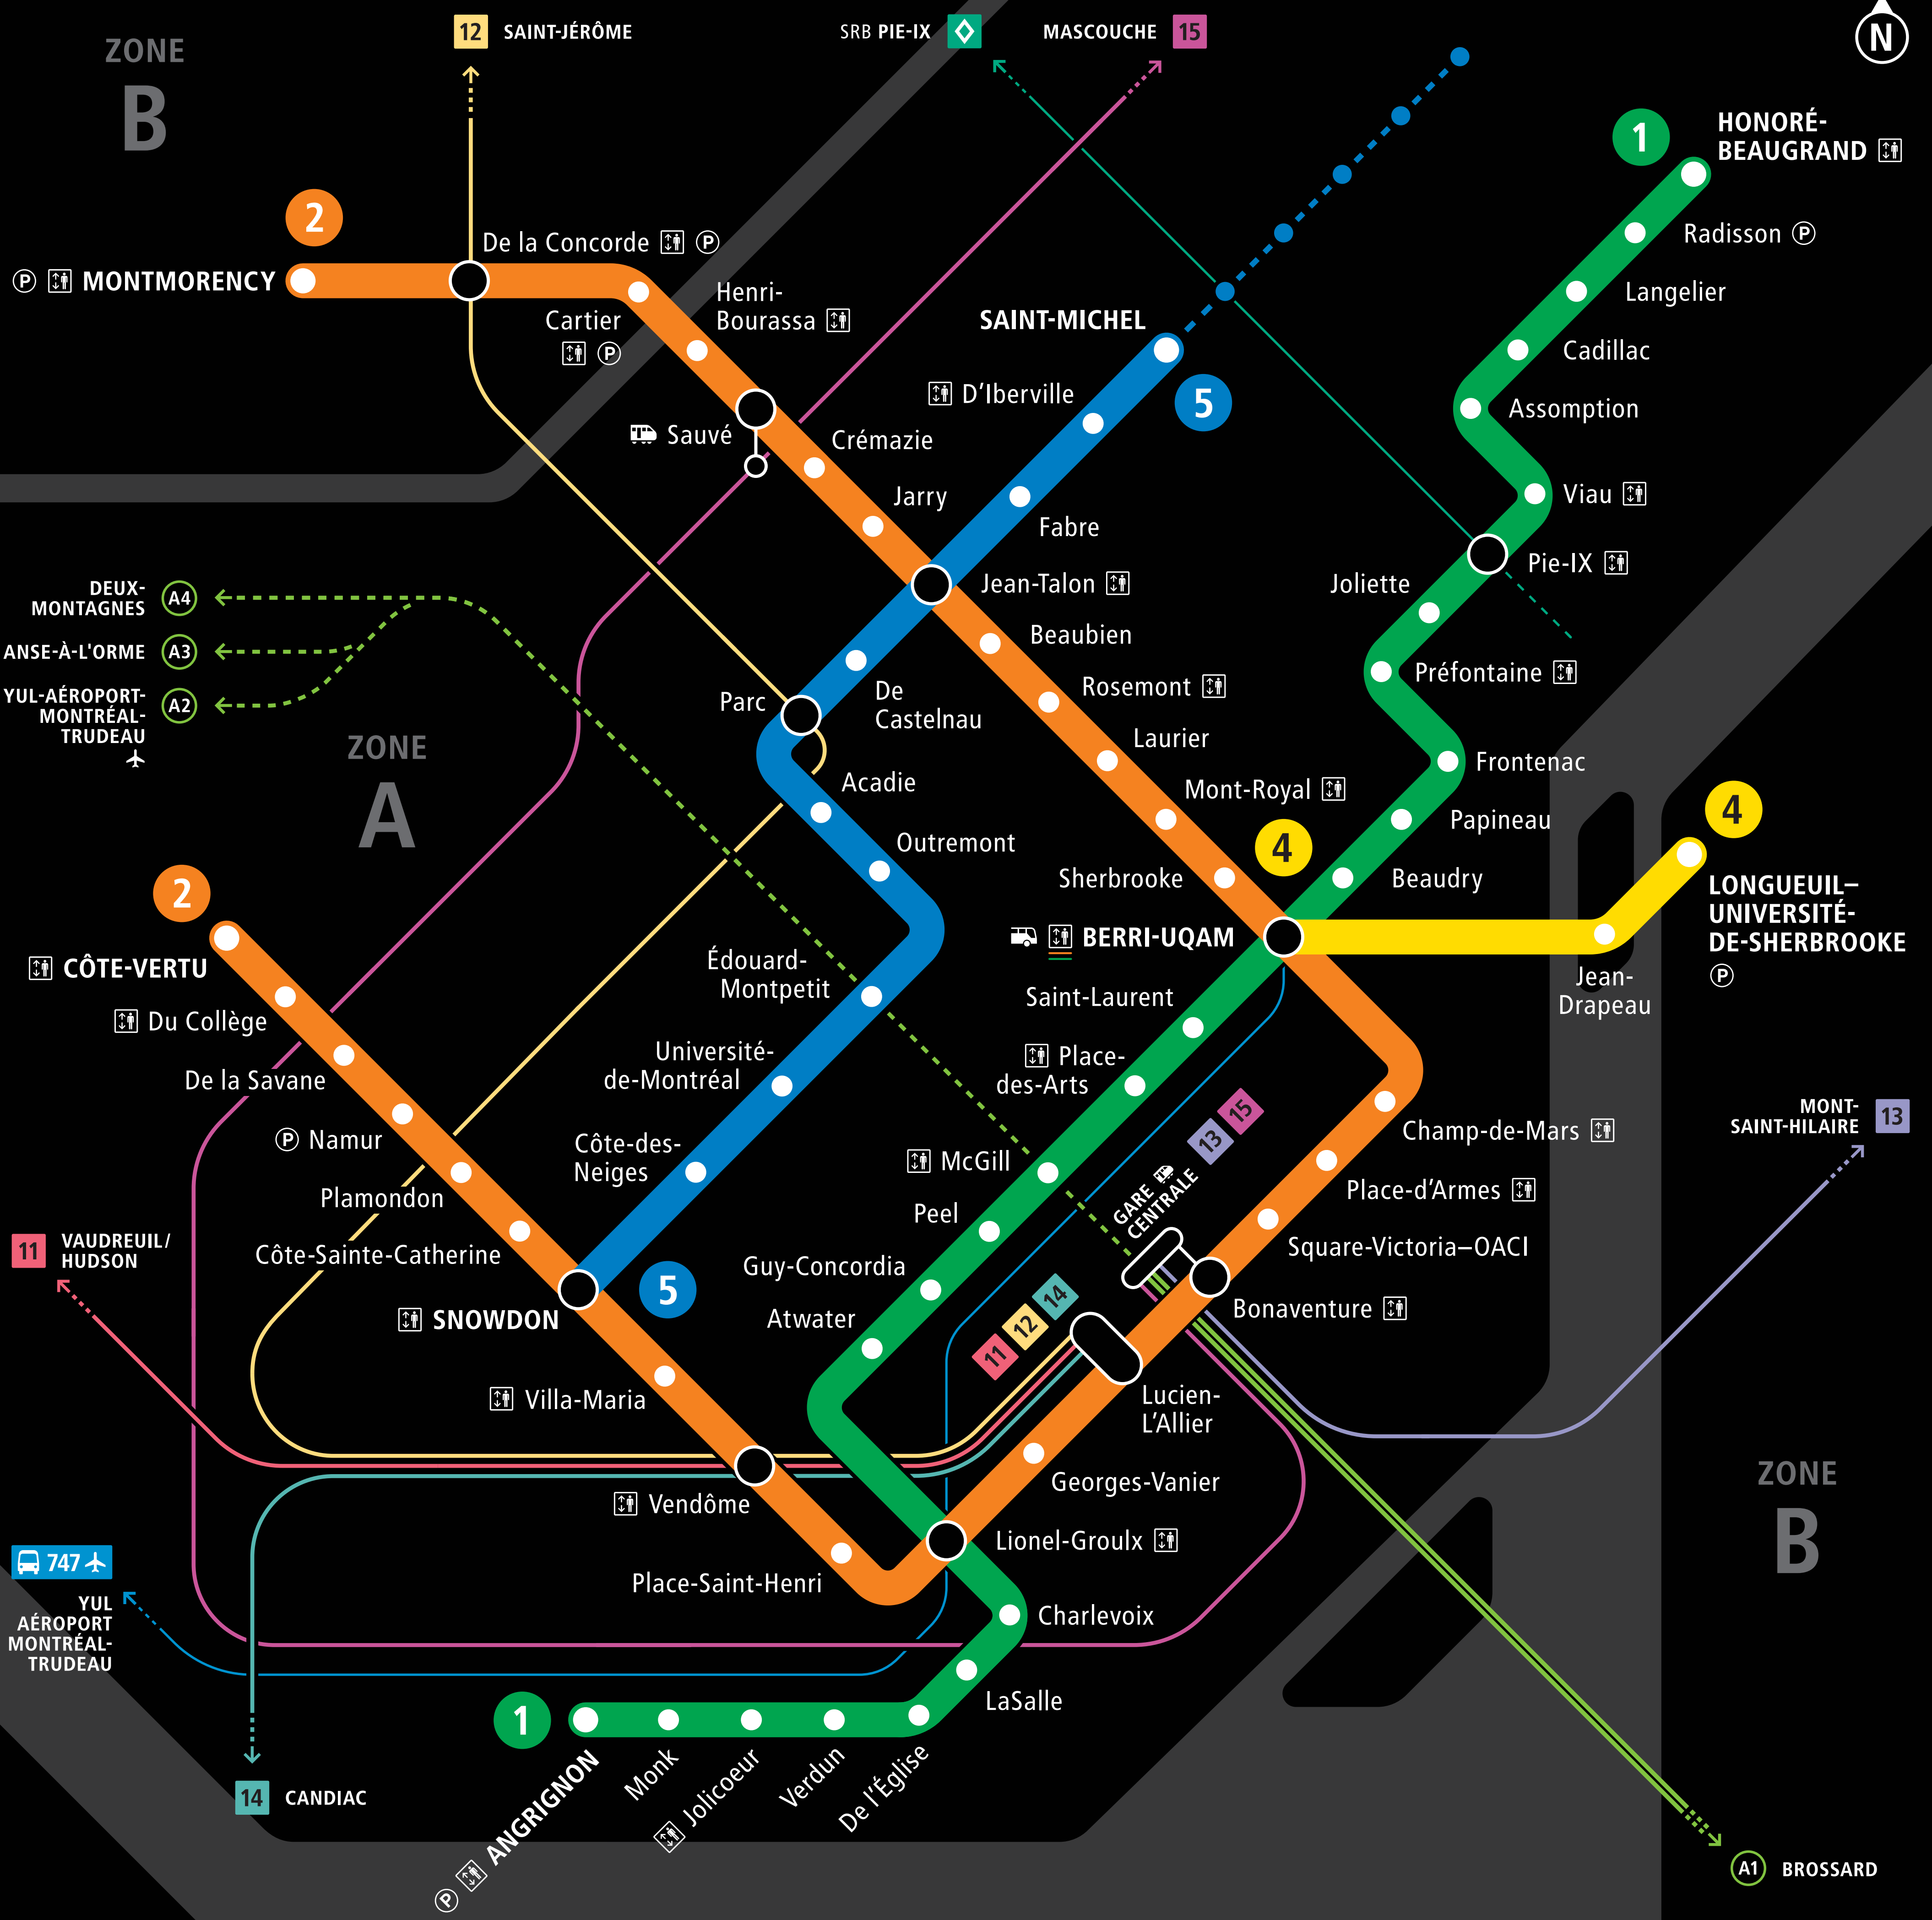 ZONE
B
12 SAINT-JÉRÔME
SRB PIE-IX
MASCOUCHE 15
N
1
HONORÉ-
BEAUGRAND
2
De la Concorde P
P MONTMORENCY
Cartier
P
Henri-
Bourassa
SAINT-MICHEL
5
D'Iberville
Radisson P
Langelier
Cadillac
Assomption
Viau
Pie-IX
Joliette
Préfontaine
Frontenac
Papineau
Beaudry
Sauvé
Crémazie
Jarry
Fabre
Jean-Talon
Beaubien
Rosemont
Laurier
Mont-Royal
Sherbrooke
De
Castelnau
Parc
Acadie
Outremont
DEUX-
MONTAGNES A4
ANSE-À-L'ORME A3
YUL-AÉROPORT-
MONTRÉAL-
TRUDEAU
A2
ZONE
A
4
4
LONGUEUIL–
UNIVERSITÉ-
DE-SHERBROOKE
P
Jean-
Drapeau
BERRI-UQAM
2
CÔTE-VERTU
Du Collège
De la Savane
P Namur
Plamondon
Côte-Sainte-Catherine
SNOWDON
5
Édouard-
Montpetit
Université-
de-Montréal
Côte-des-
Neiges
Saint-Laurent
Place-
des-Arts
McGill
Peel
Guy-Concordia
Atwater
GARE
CENTRALE
13 15
11 12 14
Champ-de-Mars
Place-d'Armes
Square-Victoria–OACI
Bonaventure
Lucien-
L'Allier
Georges-Vanier
Lionel-Groulx
MONT-
SAINT-HILAIRE 13
11 VAUDREUIL/
HUDSON
Villa-Maria
Vendôme
Place-Saint-Henri
Charlevoix
LaSalle
De l'Église
Verdun
Jolicoeur
Monk
P ANGRIGNON
1
747
YUL
AÉROPORT
MONTRÉAL-
TRUDEAU
14 CANDIAC
ZONE
B
A1 BROSSARD